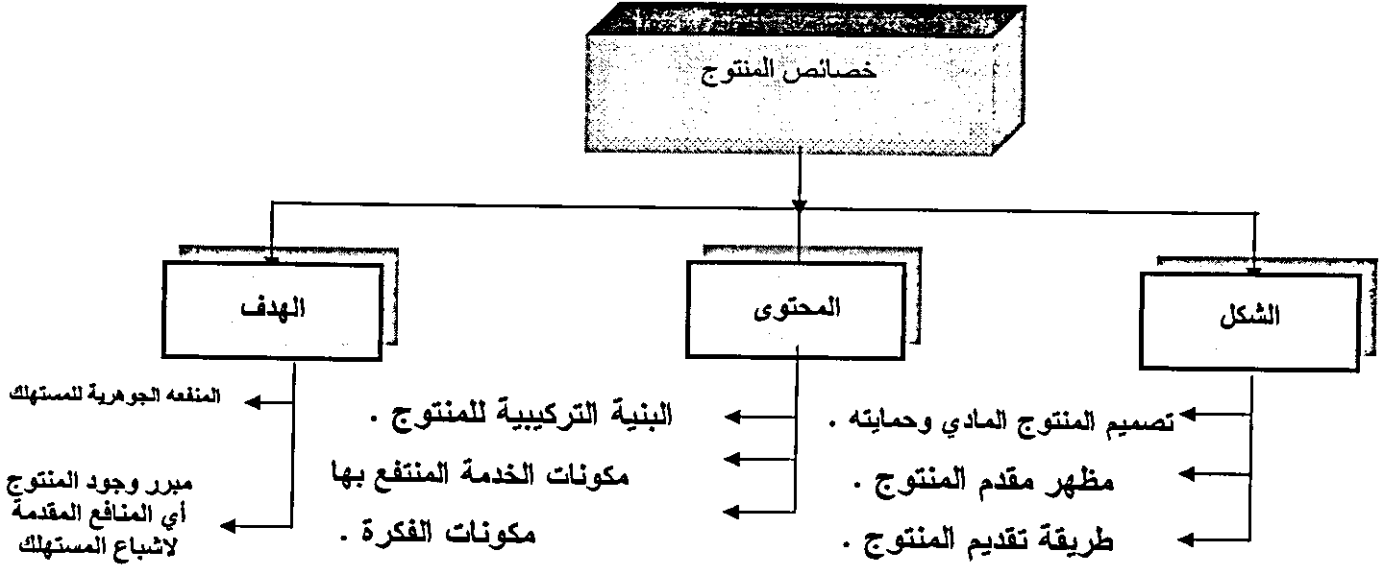 خصائص المنتوج
الشكل
المحتوى
الهدف
تصميم المنتوج المادي وحمايته .
مظهر مقدم المنتوج .
طريقة تقديم المنتوج .
البنية التركيبية للمنتوج .
مكونات الخدمة المنتفع بها
مكونات الفكرة .
المنفعه الجوهرية للمستهلك
مبرر وجود المنتوج
أي المنافع المقدمة
لاشباع المستهلك